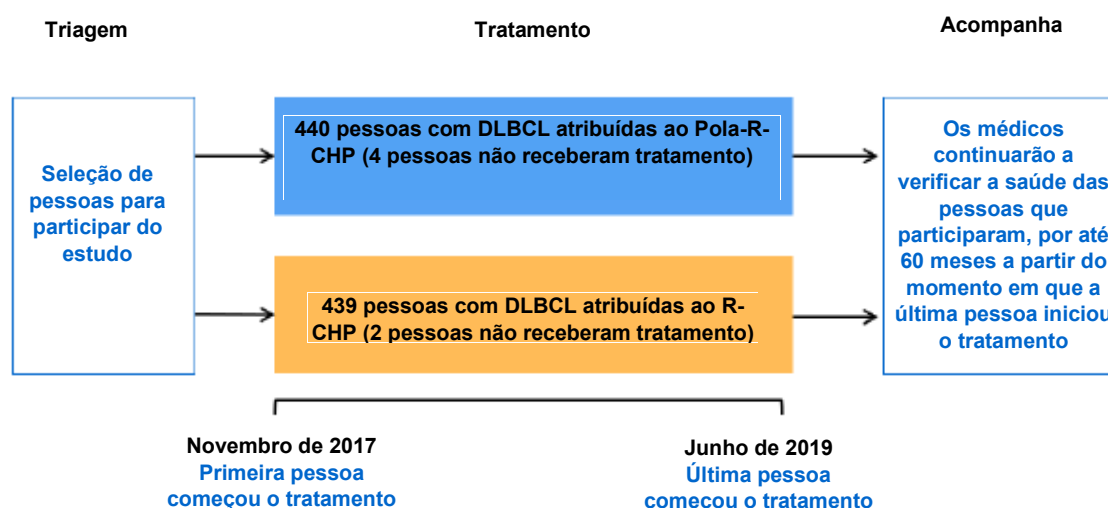 Triagem
Tratamento
Acompanha
Seleção de
pessoas para
participar do
estudo
440 pessoas com DLBCL atribuídas ao Pola-R-
CHP (4 pessoas não receberam tratamento)
439 pessoas com DLBCL atribuídas ao R-
CHP (2 pessoas não receberam tratamento)
Os médicos
continuarão a
verificar a saúde das
pessoas que
participaram, por até
60 meses a partir do
momento em que a
última pessoa iniciou
o tratamento
Novembro de 2017
Primeira pessoa
começou o tratamento
Junho de 2019
Última pessoa
começou o tratamento